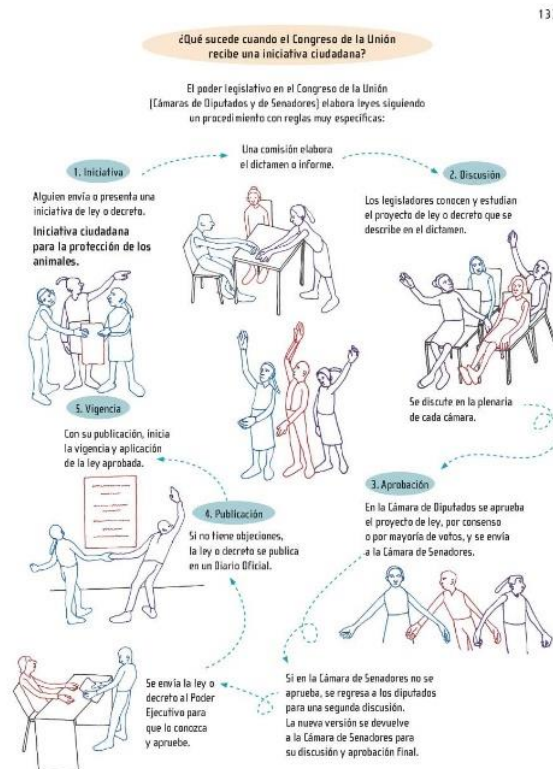 13
¿Qué sucede cuando el Congreso de la Unión
recibe una iniciativa ciudadana?
El poder legislativo en el Congreso de la Unión
(Cámaras de Diputados y de Senadores) elabora leyes siguiendo
un procedimiento con reglas muy específicas:
1. Iniciativa
Alguien envía o presenta una
iniciativa de ley o decreto.
Iniciativa ciudadana
para la protección de los
animales.
Una comisión elabora
el dictamen o informe.
2. Discusión
Los legisladores conocen y estudian
el proyecto de ley o decreto que se
describe en el dictamen.
Se discute en la plenaria
de cada cámara.
3. Aprobación
En la Cámara de Diputados se aprueba
el proyecto de ley, por consenso
o por mayoría de votos, y se envía
a la Cámara de Senadores.
Si en la Cámara de Senadores no se
aprueba, se regresa a los diputados
para una segunda discusión.
La nueva versión se devuelve
a la Cámara de Senadores para
su discusión y aprobación final.
Se envía la ley o
decreto al Poder
Ejecutivo para
que lo conozca
y apruebe.
4. Publicación
Si no tiene objeciones,
la ley o decreto se publica
en un Diario Oficial.
5. Vigencia
Con su publicación, inicia
la vigencia y aplicación
de la ley aprobada.